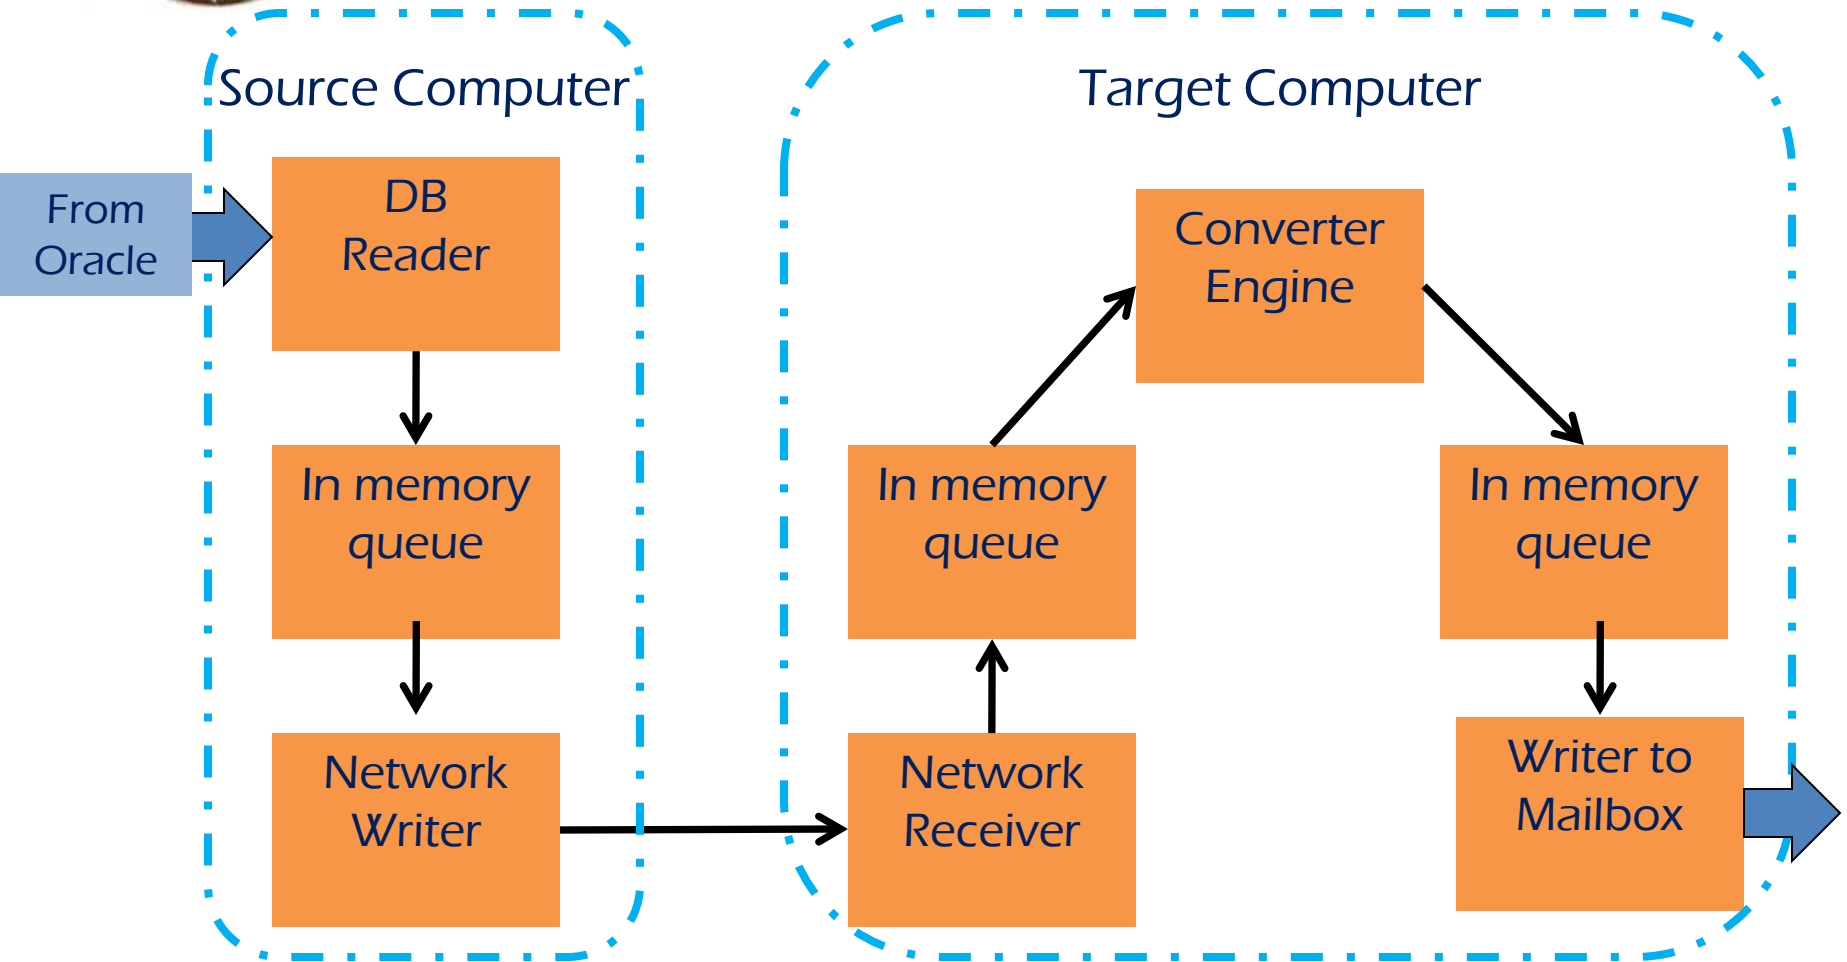 Source Computer
Target Computer
From
Oracle
DB
Reader
In memory
queue
Network
Writer
Network
Receiver
In memory
queue
Converter
Engine
In memory
queue
Writer to
Mailbox